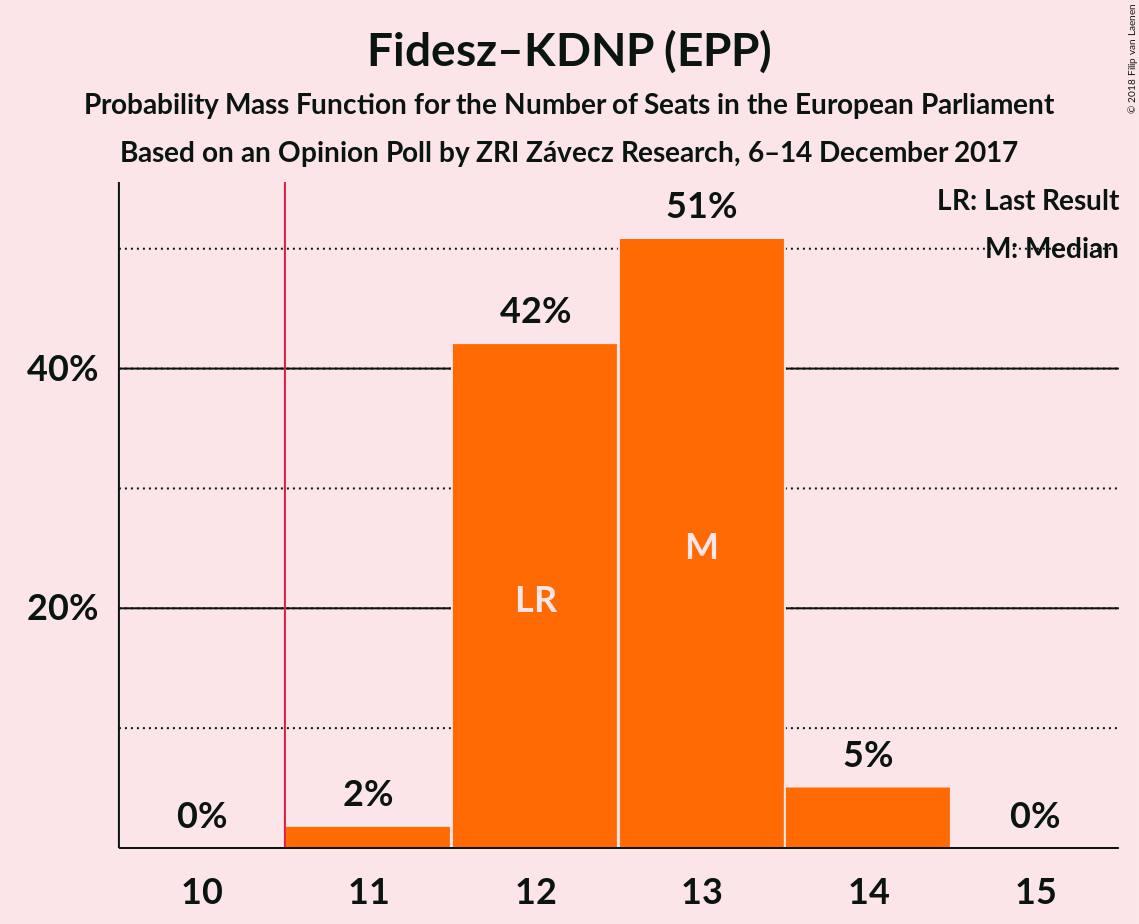 Fidesz–KDNP (EPP)
Probability Mass Function for the Number of Seats in the European Parliament
Based on an Opinion Poll by ZRI Závecz Research, 6–14 December 2017
© 2018 Filip van Laenen
LR: Last Result
M: Median
51%
42%
40%
M
LR
20%
5%
2%
0%
0%
10
11
12
13
14
15